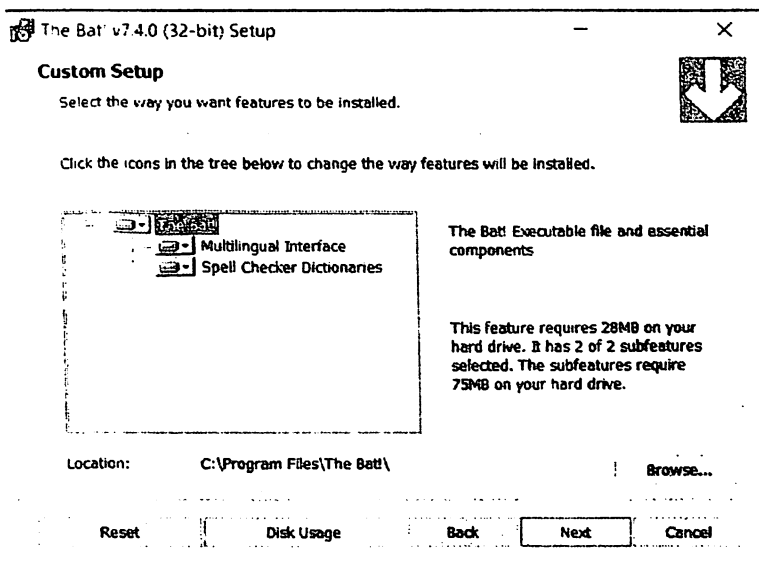 The Bat! v7.4.0 (32-bit) Setup
Custom Setup
Select the way you want features to be installed.
Click the icons in the tree below to change the way features will be installed.
The Bat!
Multilingual Interface
Spell Checker Dictionaries
The Bat! Executable file and essential
components
This feature requires 28MB on your
hard drive. It has 2 of 2 subfeatures
selected. The subfeatures require
75MB on your hard drive.
Location: C:\Program Files\The Bat!\
Browse...
Reset Disk Usage Back Next Cancel